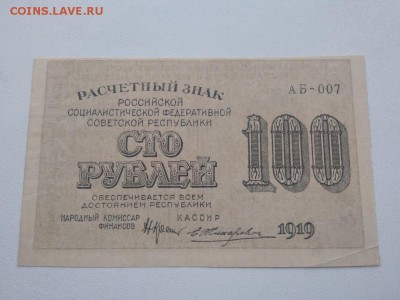 COINS.LAVE.RU
РАСЧЕТНЫЙ ЗНАК
РОССИЙСКОЙ
СОЦИАЛИСТИЧЕСКОЙ ФЕДЕРАТИВНОЙ
СОВЕТСКОЙ РЕСПУБЛИКИ
АБ-007
СТО
РУБЛЕЙ
100
ОБЕСПЕЧИВАЕТСЯ ВСЕМ
ДОСТОЯНИЕМ РЕСПУБЛИКИ
НАРОДНЫЙ КОМИССАР
ФИНАНСОВ
КАССИР
1919